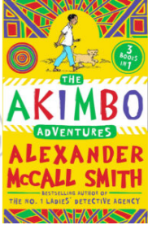 3 BOOKS
IN 1
THE
AKIMBO
ADVENTURES
ALEXANDER
McCALL SMITH
BESTSELLING AUTHOR OF
THE NO. 1 LADIES' DETECTIVE AGENCY